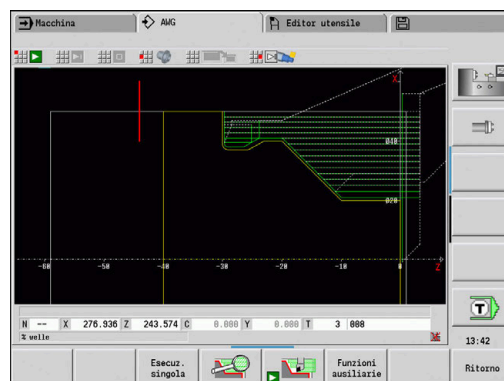 Macchina AWG Editor utensile
X
Ø40
Ø20
-60 -50 -40 -30 -20 -10 0 Z
N -- X 276.936 Z 243.574 C 0.000 Y 0.000 T 3 000
% welle
T
13:42
Esecuz. singola Funzioni ausiliarie Ritorno